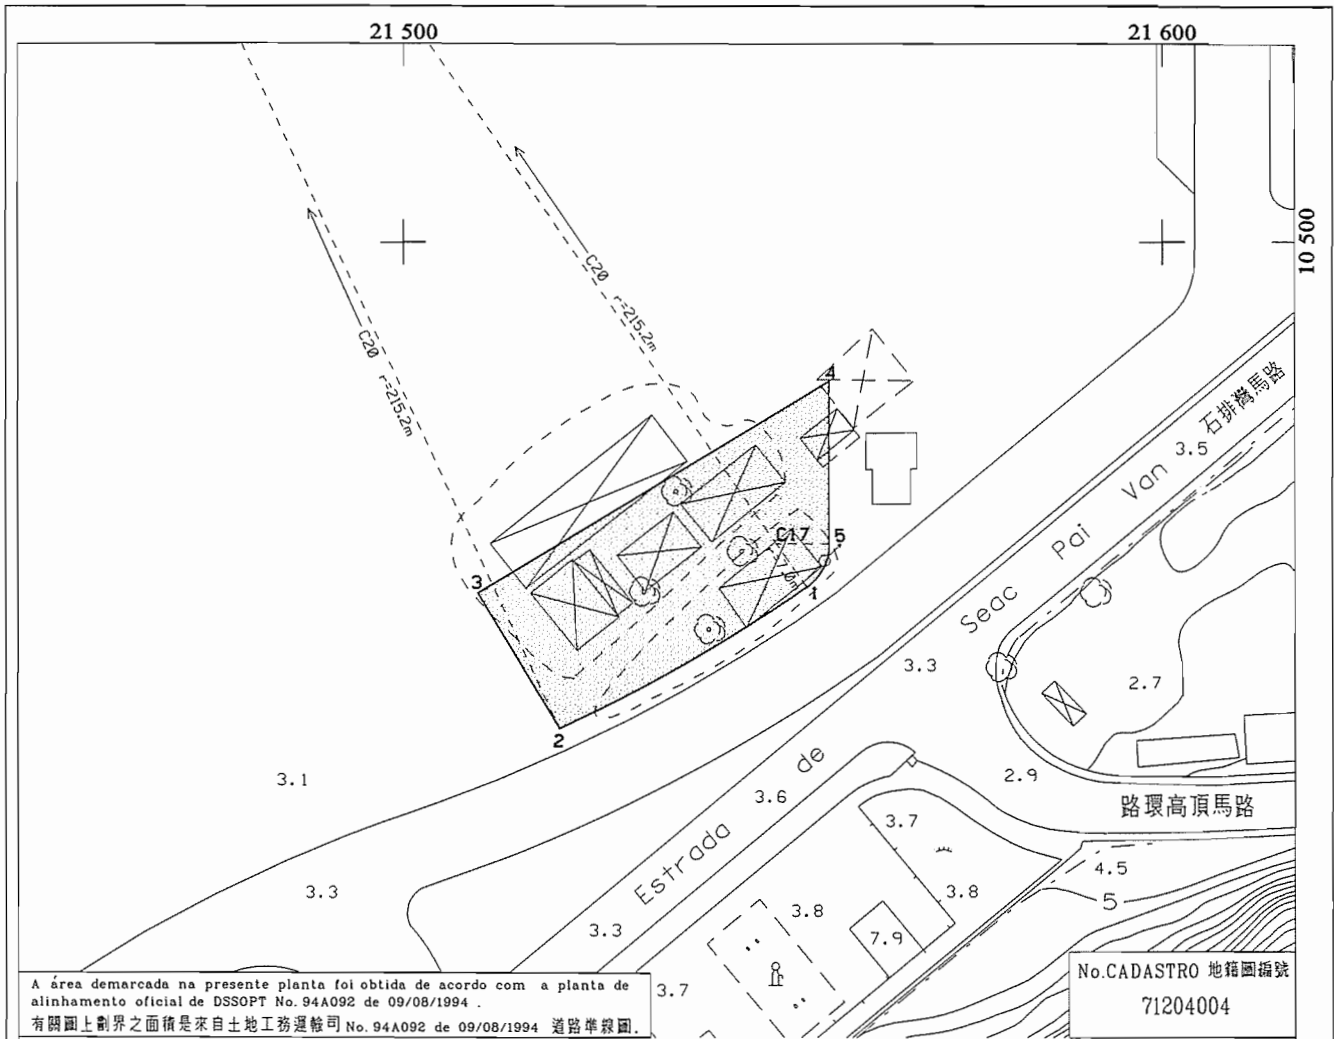 21 500
21 600
10 500
C20 r=215.2m
C20 r=215.2m
4
石排灣馬路
3.5
C17
5
3
1
2
Estrada de Seac Pai Van
3.3
2.7
3.1
3.6
2.9
路環高頂馬路
3.7
4.5
3.3
3.8
3.8
5
3.3
7.9
3.7
A área demarcada na presente planta foi obtida de acordo com a planta de
alinhamento oficial de DSSOPT No. 94A092 de 09/08/1994 .
有關圖上劃界之面積是來自土地工務運輸司 No. 94A092 de 09/08/1994 道路準線圖.
No.CADASTRO 地籍圖編號
71204004